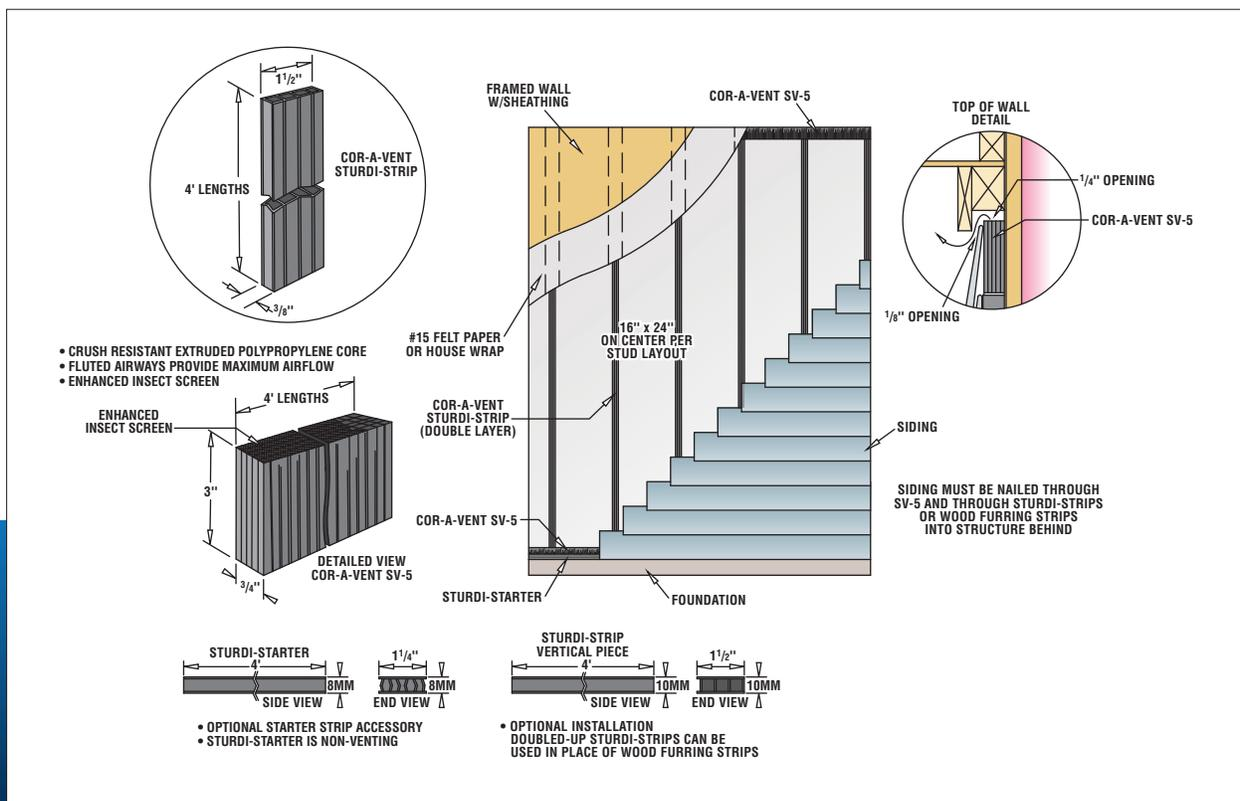 1 1/2"
4' LENGTHS
COR-A-VENT
STURDI-STRIP
3/8"
• CRUSH RESISTANT EXTRUDED POLYPROPYLENE CORE
• FLUTED AIRWAYS PROVIDE MAXIMUM AIRFLOW
• ENHANCED INSECT SCREEN
4' LENGTHS
ENHANCED
INSECT SCREEN
3"
DETAILED VIEW
COR-A-VENT SV-5
3/4"
FRAMED WALL
W/SHEATHING
COR-A-VENT SV-5
#15 FELT PAPER
OR HOUSE WRAP
16" x 24"
ON CENTER PER
STUD LAYOUT
COR-A-VENT
STURDI-STRIP
(DOUBLE LAYER)
SIDING
COR-A-VENT SV-5
STURDI-STARTER
FOUNDATION
TOP OF WALL
DETAIL
1/4" OPENING
COR-A-VENT SV-5
1/8" OPENING
SIDING MUST BE NAILED THROUGH
SV-5 AND THROUGH STURDI-STRIPS
OR WOOD FURRING STRIPS
INTO STRUCTURE BEHIND
STURDI-STARTER
4'
8MM
SIDE VIEW
1 1/4"
8MM
END VIEW
• OPTIONAL STARTER STRIP ACCESSORY
• STURDI-STARTER IS NON-VENTING
STURDI-STRIP
VERTICAL PIECE
4'
10MM
SIDE VIEW
1 1/2"
10MM
END VIEW
• OPTIONAL INSTALLATION
DOUBLED-UP STURDI-STRIPS CAN BE
USED IN PLACE OF WOOD FURRING STRIPS